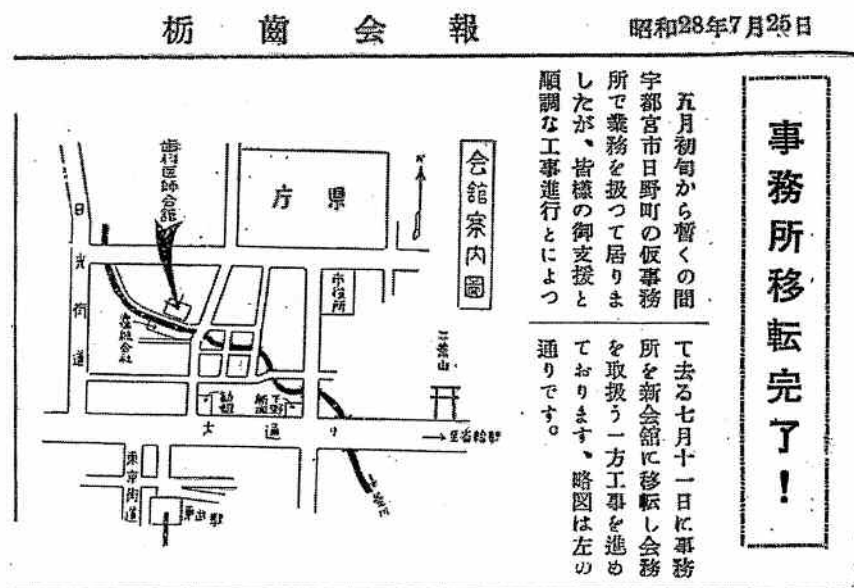 栃歯会報
昭和28年7月25日
事務所移転完了!
五月初旬から暫くの間
宇都宮市日野町の仮事務
所で業務を扱つて居りま
したが、皆様の御支援と
順調な工事進行とによつ
て去る七月十一日に事務
所を新会館に移転し会務
を取扱う一方工事を進め
ております、略図は左の
通りです。
会舘案内圖
県庁
歯科医師会舘
日光街道
市役所
二荒山
下野新聞
大通り
東京街道